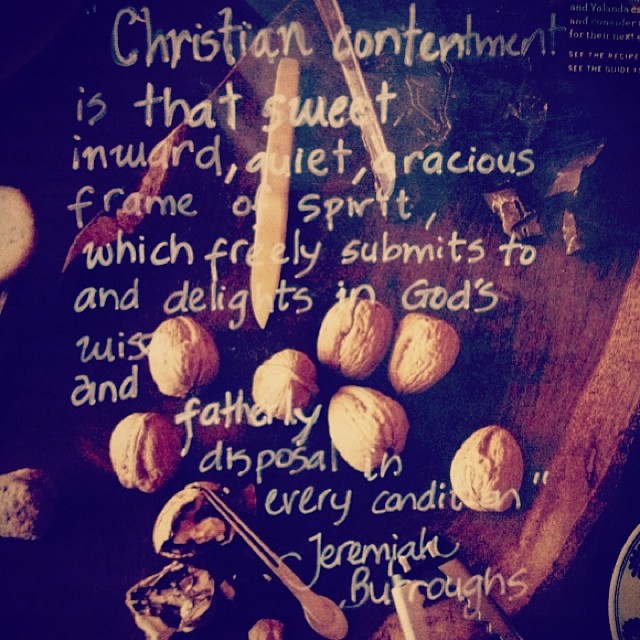 "Christian contentment
is that sweet,
inward, quiet, gracious
frame of spirit,
which freely submits to
and delights in God's
wise
and
fatherly
disposal in
every condition"
-Jeremiah
Burroughs
and Yolanda
and consider
for their next
SEE THE RECIPE
SEE THE GUIDE